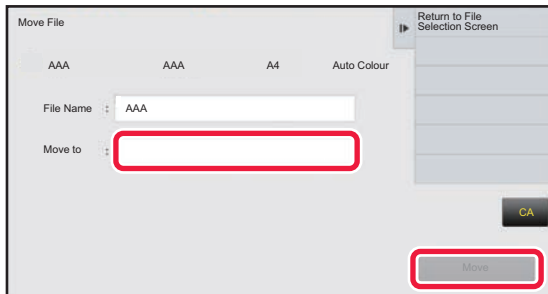 Move File
Return to File
Selection Screen
AAA AAA A4 Auto Colour
File Name : AAA
Move to :
CA
Move